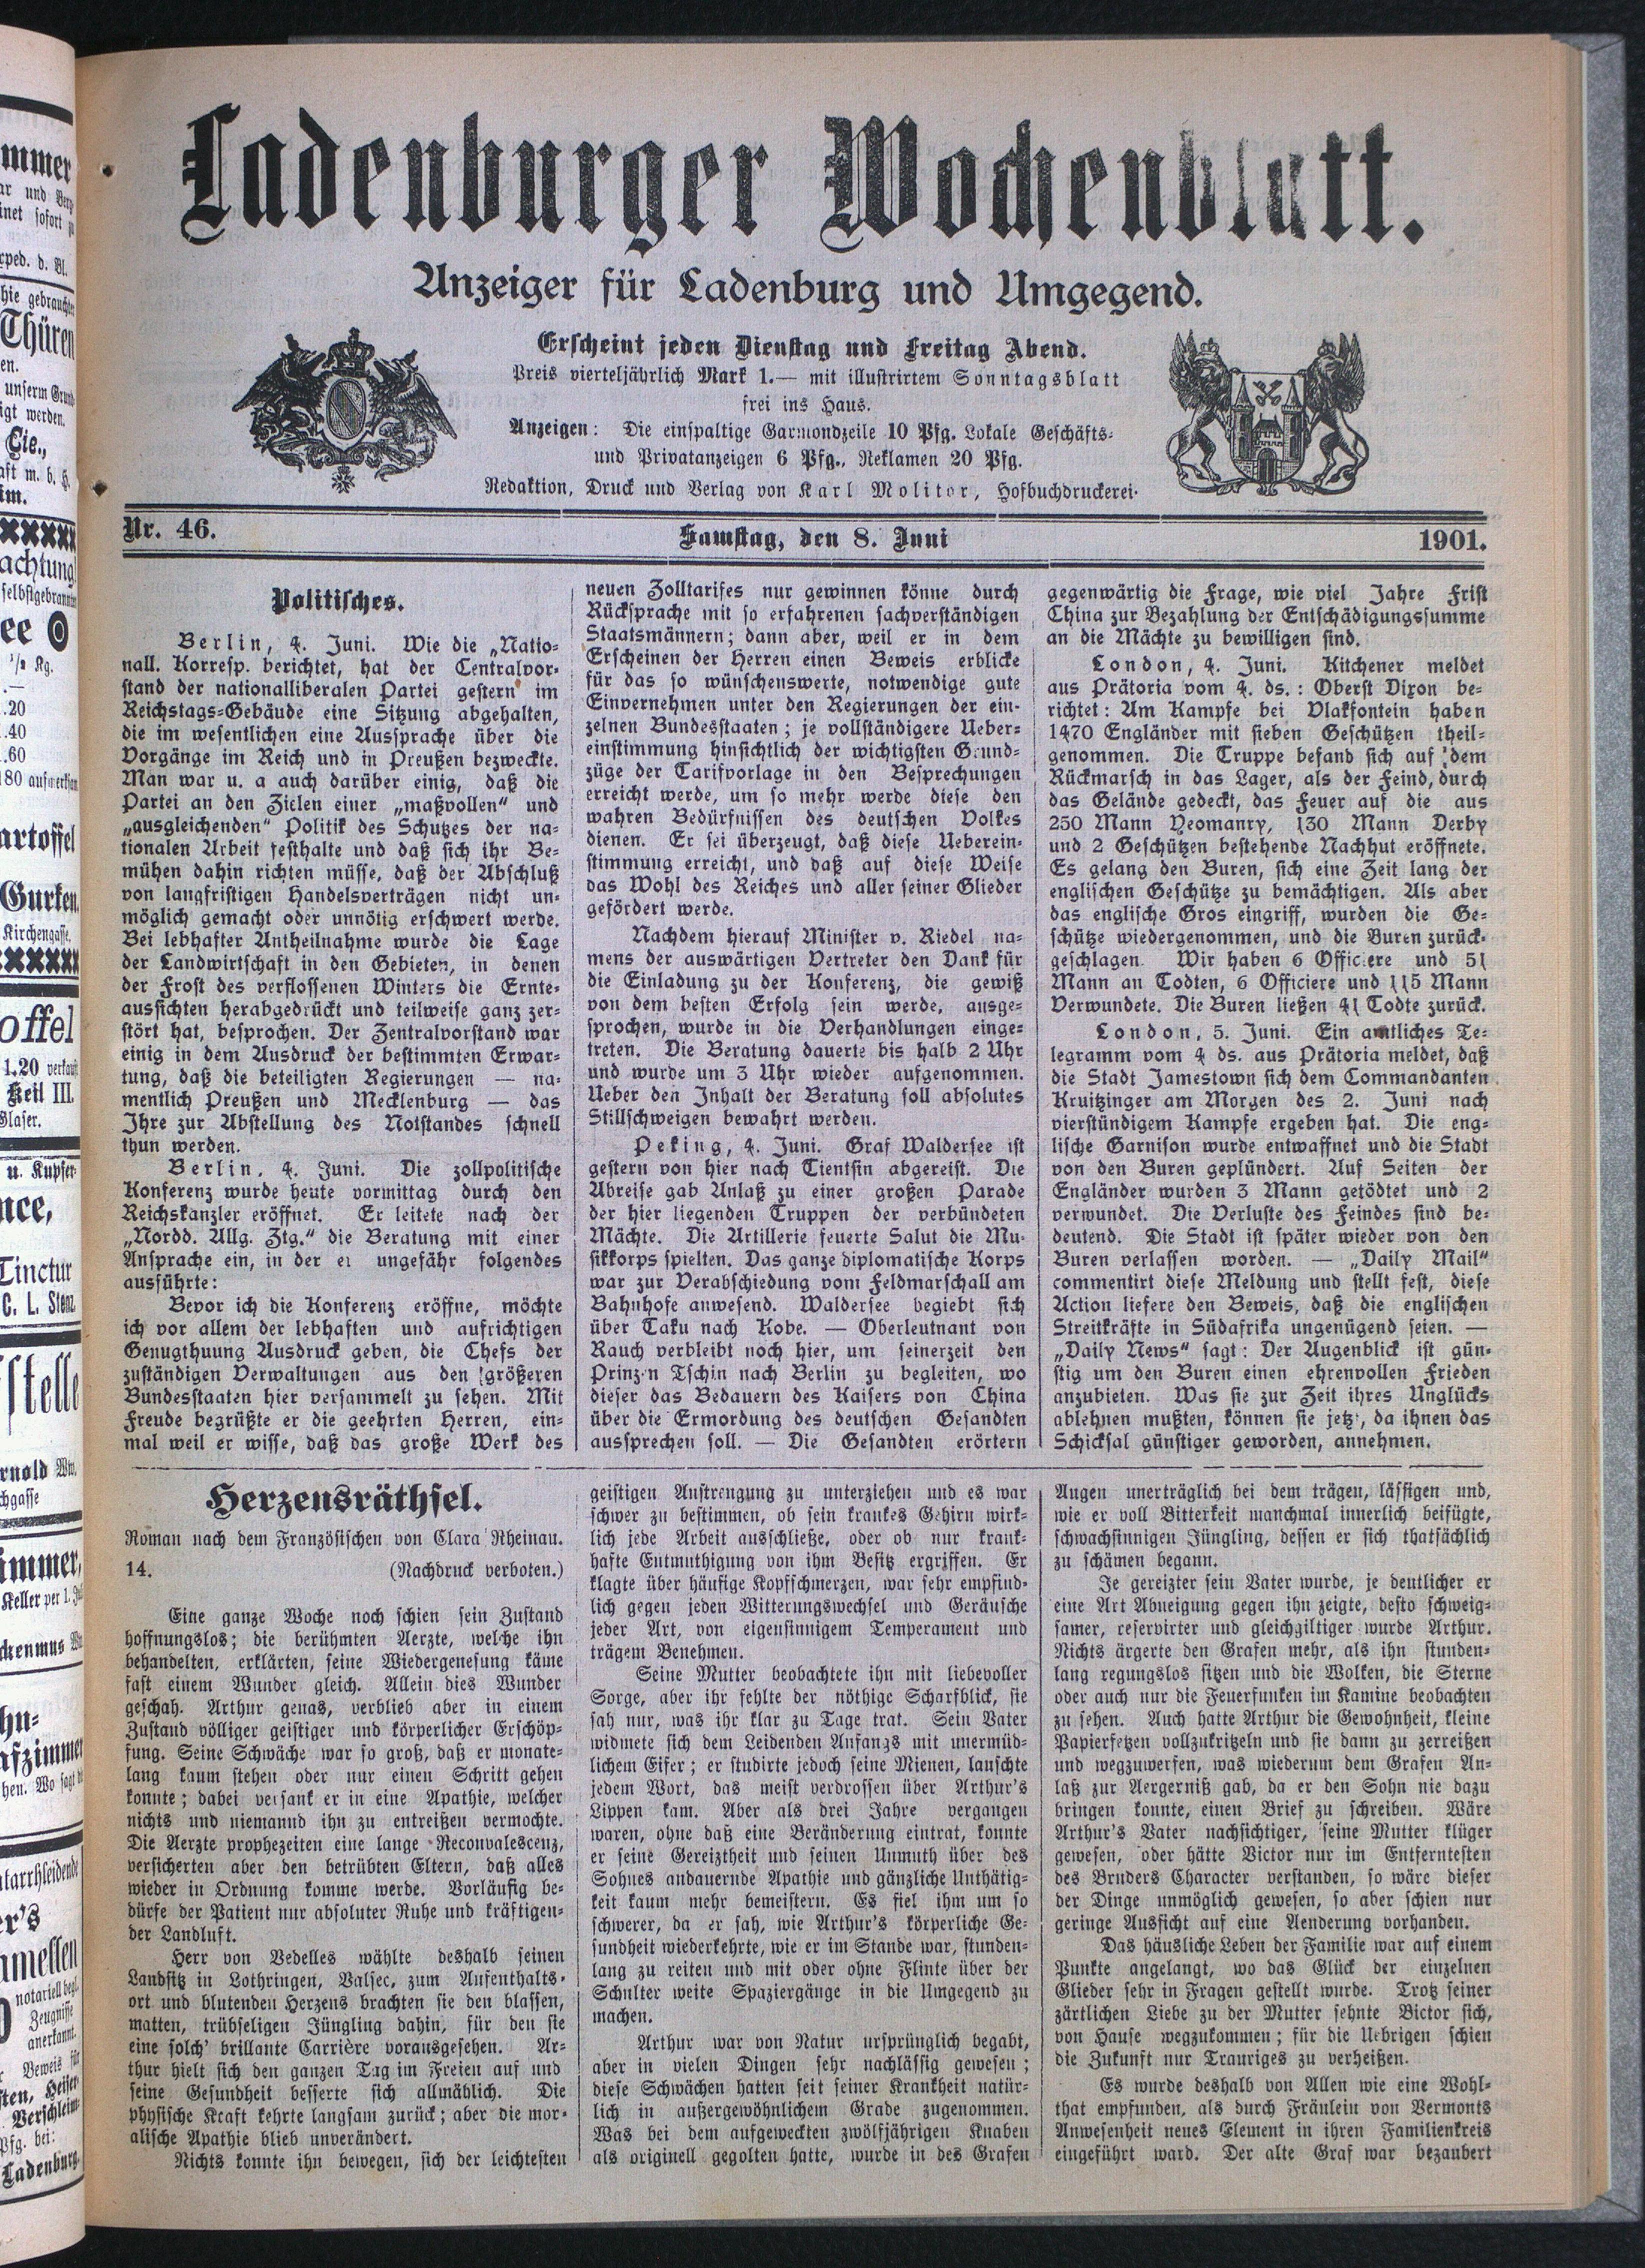 Ladenburger Wochenblatt.
Anzeiger für Ladenburg und Umgegend.
Erscheint jeden Dienstag und Freitag Abend.
Preis vierteljährlich Mark 1.— mit illustrirtem Sonntagsblatt
frei ins Haus.
Anzeigen: Die einspaltige Garmondzeile 10 Pfg. Lokale Geschäfts-
und Privatanzeigen 6 Pfg., Reklamen 20 Pfg.
Redaktion, Druck und Verlag von Karl Molitor, Hofbuchdruckerei.
Nr. 46.
Samstag, den 8. Juni
1901.
Politisches.
Berlin, 4. Juni. Wie die „Natio-
nall. Korresp. berichtet, hat der Centralvor-
stand der nationalliberalen Partei gestern im
Reichstags-Gebäude eine Sitzung abgehalten,
die im wesentlichen eine Aussprache über die
Vorgänge im Reich und in Preußen bezweckte.
Man war u. a auch darüber einig, daß die
Partei an den Zielen einer „maßvollen“ und
„ausgleichenden“ Politik des Schutzes der na-
tionalen Arbeit festhalte und daß sich ihr Be-
mühen dahin richten müsse, daß der Abschluß
von langfristigen Handelsverträgen nicht un-
möglich gemacht oder unnötig erschwert werde.
Bei lebhafter Antheilnahme wurde die Lage
der Landwirtschaft in den Gebieten, in denen
der Frost des verflossenen Winters die Ernte-
aussichten herabgedrückt und teilweise ganz zer-
stört hat, besprochen. Der Zentralvorstand war
einig in dem Ausdruck der bestimmten Erwar-
tung, daß die beteiligten Regierungen — na-
mentlich Preußen und Mecklenburg — das
Ihre zur Abstellung des Notstandes schnell
thun werden.
Berlin, 4. Juni. Die zollpolitische
Konferenz wurde heute vormittag durch den
Reichskanzler eröffnet. Er leitete nach der
„Nordd. Allg. Ztg.“ die Beratung mit einer
Ansprache ein, in der er ungefähr folgendes
ausführte:
Bevor ich die Konferenz eröffne, möchte
ich vor allem der lebhaften und aufrichtigen
Genugthuung Ausdruck geben, die Chefs der
zuständigen Verwaltungen aus den größeren
Bundesstaaten hier versammelt zu sehen. Mit
Freude begrüßte er die geehrten Herren, ein-
mal weil er wisse, daß das große Werk des
neuen Zolltarifes nur gewinnen könne durch
Rücksprache mit so erfahrenen sachverständigen
Staatsmännern; dann aber, weil er in dem
Erscheinen der Herren einen Beweis erblicke
für das so wünschenswerte, notwendige gute
Einvernehmen unter den Regierungen der ein-
zelnen Bundesstaaten; je vollständigere Ueber-
einstimmung hinsichtlich der wichtigsten Grund-
züge der Tarifvorlage in den Besprechungen
erreicht werde, um so mehr werde diese den
wahren Bedürfnissen des deutschen Volkes
dienen. Er sei überzeugt, daß diese Ueberein-
stimmung erreicht, und daß auf diese Weise
das Wohl des Reiches und aller seiner Glieder
gefördert werde.
Nachdem hierauf Minister v. Riedel na-
mens der auswärtigen Vertreter den Dank für
die Einladung zu der Konferenz, die gewiß
von dem besten Erfolg sein werde, ausge-
sprochen, wurde in die Verhandlungen einge-
treten. Die Beratung dauerte bis halb 2 Uhr
und wurde um 3 Uhr wieder aufgenommen.
Ueber den Inhalt der Beratung soll absolutes
Stillschweigen bewahrt werden.
Peking, 4. Juni. Graf Waldersee ist
gestern von hier nach Tientsin abgereist. Die
Abreise gab Anlaß zu einer großen Parade
der hier liegenden Truppen der verbündeten
Mächte. Die Artillerie feuerte Salut die Mu-
sikkorps spielten. Das ganze diplomatische Korps
war zur Verabschiedung vom Feldmarschall am
Bahnhofe anwesend. Waldersee begiebt sich
über Taku nach Kobe. — Oberleutnant von
Rauch verbleibt noch hier, um seinerzeit den
Prinzen Tschin nach Berlin zu begleiten, wo
dieser das Bedauern des Kaisers von China
über die Ermordung des deutschen Gesandten
aussprechen soll. — Die Gesandten erörtern
gegenwärtig die Frage, wie viel Jahre Frist
China zur Bezahlung der Entschädigungssumme
an die Mächte zu bewilligen sind.
London, 4. Juni. Kitchener meldet
aus Prätoria vom 4. ds.: Oberst Dixon be-
richtet: Am Kampfe bei Vlakfontein haben
1470 Engländer mit sieben Geschützen theil-
genommen. Die Truppe befand sich auf dem
Rückmarsch in das Lager, als der Feind, durch
das Gelände gedeckt, das Feuer auf die aus
250 Mann Yeomanry, 130 Mann Derby
und 2 Geschützen bestehende Nachhut eröffnete.
Es gelang den Buren, sich eine Zeit lang der
englischen Geschütze zu bemächtigen. Als aber
das englische Gros eingriff, wurden die Ge-
schütze wiedergenommen, und die Buren zurück-
geschlagen. Wir haben 6 Officiere und 51
Mann an Todten, 6 Officiere und 115 Mann
Verwundete. Die Buren ließen 41 Todte zurück.
London, 5. Juni. Ein amtliches Te-
legramm vom 4 ds. aus Prätoria meldet, daß
die Stadt Jamestown sich dem Commandanten
Kruitzinger am Morgen des 2. Juni nach
vierstündigem Kampfe ergeben hat. Die eng-
lische Garnison wurde entwaffnet und die Stadt
von den Buren geplündert. Auf Seiten der
Engländer wurden 3 Mann getödtet und 2
verwundet. Die Verluste des Feindes sind be-
deutend. Die Stadt ist später wieder von den
Buren verlassen worden. — „Daily Mail“
commentirt diese Meldung und stellt fest, diese
Action liefere den Beweis, daß die englischen
Streitkräfte in Südafrika ungenügend seien. —
„Daily News“ sagt: Der Augenblick ist gün-
stig um den Buren einen ehrenvollen Frieden
anzubieten. Was sie zur Zeit ihres Unglücks
ablehnen mußten, können sie jetzt, da ihnen das
Schicksal günstiger geworden, annehmen.
Herzensräthsel.
Roman nach dem Französischen von Clara Rheinau.
14. (Nachdruck verboten.)
Eine ganze Woche noch schien sein Zustand
hoffnungslos; die berühmten Aerzte, welche ihn
behandelten, erklärten, seine Wiedergenesung käme
fast einem Wunder gleich. Allein dies Wunder
geschah. Arthur genas, verblieb aber in einem
Zustand völliger geistiger und körperlicher Erschöp-
fung. Seine Schwäche war so groß, daß er monate-
lang kaum stehen oder nur einen Schritt gehen
konnte; dabei versank er in eine Apathie, welcher
nichts und niemannd ihn zu entreißen vermochte.
Die Aerzte prophezeiten eine lange Reconvalescenz,
versicherten aber den betrübten Eltern, daß alles
wieder in Ordnung komme werde. Vorläufig be-
dürfe der Patient nur absoluter Ruhe und kräftigen-
der Landluft.
Herr von Vedelles wählte deshalb seinen
Landsitz in Lothringen, Valsec, zum Aufenthalts-
ort und blutenden Herzens brachten sie den blassen,
matten, trübseligen Jüngling dahin, für den sie
eine solch' brillante Carrière vorausgesehen. Ar-
thur hielt sich den ganzen Tag im Freien auf und
seine Gesundheit besserte sich allmählich. Die
physische Kraft kehrte langsam zurück; aber die mor-
alische Apathie blieb unverändert.
Nichts konnte ihn bewegen, sich der leichtesten
geistigen Anstrengung zu unterziehen und es war
schwer zu bestimmen, ob sein krankes Gehirn wirk-
lich jede Arbeit ausschließe, oder ob nur krank-
hafte Entmuthigung von ihm Besitz ergriffen. Er
klagte über häufige Kopfschmerzen, war sehr empfind-
lich gegen jeden Witterungswechsel und Geräusche
jeder Art, von eigensinnigem Temperament und
trägem Benehmen.
Seine Mutter beobachtete ihn mit liebevoller
Sorge, aber ihr fehlte der nöthige Scharfblick, sie
sah nur, was ihr klar zu Tage trat. Sein Vater
widmete sich dem Leidenden Anfangs mit unermüd-
lichem Eifer; er studirte jedoch seine Mienen, lauschte
jedem Wort, das meist verdrossen über Arthur's
Lippen kam. Aber als drei Jahre vergangen
waren, ohne daß eine Beränderung eintrat, konnte
er seine Gereiztheit und seinen Unmuth über des
Sohnes andauernde Apathie und gänzliche Unthätig-
keit kaum mehr bemeistern. Es fiel ihm um so
schwerer, da er sah, wie Arthur's körperliche Ge-
sundheit wiederkehrte, wie er im Stande war, stunden-
lang zu reiten und mit oder ohne Flinte über der
Schulter weite Spaziergänge in die Umgegend zu
machen.
Arthur war von Natur ursprünglich begabt,
aber in vielen Dingen sehr nachlässig gewesen;
diese Schwächen hatten seit seiner Krankheit natür-
lich in außergewöhnlichem Grade zugenommen.
Was bei dem aufgeweckten zwölfjährigen Knaben
als originell gegolten hatte, wurde in des Grafen
Augen unerträglich bei dem trägen, lässigen und,
wie er voll Bitterkeit manchmal innerlich beifügte,
schwachsinnigen Jüngling, dessen er sich thatsächlich
zu schämen begann.
Je gereizter sein Vater wurde, je deutlicher er
eine Art Abneigung gegen ihn zeigte, desto schweig-
samer, reservirter und gleichgiltiger wurde Arthur.
Nichts ärgerte den Grafen mehr, als ihn stunden-
lang regungslos sitzen und die Wolken, die Sterne
oder auch nur die Feuerfunken im Kamine beobachten
zu sehen. Auch hatte Arthur die Gewohnheit, kleine
Papierfetzen vollzukritzeln und sie dann zu zerreißen
und wegzuwerfen, was wiederum dem Grafen An-
laß zur Aergerniß gab, da er den Sohn nie dazu
bringen konnte, einen Brief zu schreiben. Wäre
Arthur's Vater nachsichtiger, seine Mutter klüger
gewesen, oder hätte Victor nur im Entferntesten
des Bruders Character verstanden, so wäre dieser
der Dinge unmöglich gewesen, so aber schien nur
geringe Aussicht auf eine Aenderung vorhanden.
Das häusliche Leben der Familie war auf einem
Punkte angelangt, wo das Glück der einzelnen
Glieder sehr in Fragen gestellt wurde. Trotz seiner
zärtlichen Liebe zu der Mutter sehnte Victor sich,
von Hause wegzukommen; für die Uebrigen schien
die Zukunft nur Trauriges zu verheißen.
Es wurde deshalb von Allen wie eine Wohl-
that empfunden, als durch Fräulein von Vermonts
Anwesenheit neues Element in ihren Familienkreis
eingeführt ward. Der alte Graf war bezaubert